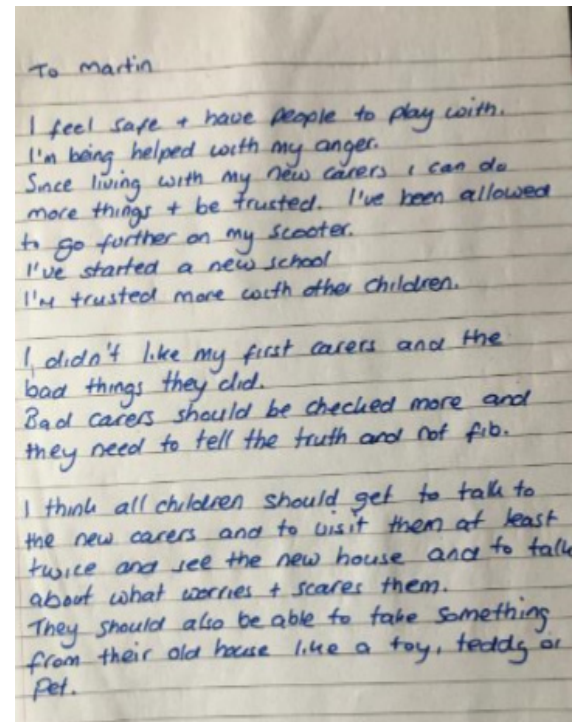 To martin
I feel safe + have people to play with.
I'm being helped with my anger.
Since living with my new carers i can do
more things + be trusted. I've been allowed
to go further on my scooter.
I've started a new school
I'm trusted more with other children.
I didn't like my first carers and the
bad things they did.
Bad carers should be checked more and
they need to tell the truth and not fib.
I think all children should get to talk to
the new carers and to visit them at least
twice and see the new house and to talk
about what worries + scares them.
They should also be able to take something
from their old house like a toy, teddy or
Pet.